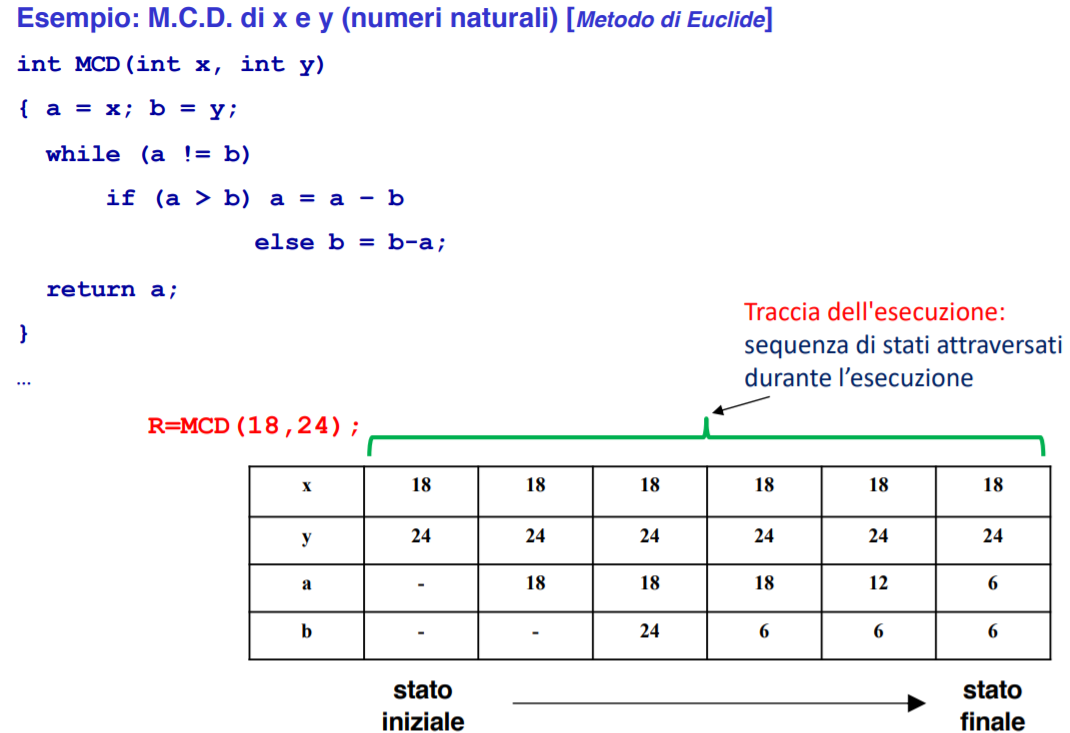 Esempio: M.C.D. di x e y (numeri naturali) [Metodo di Euclide]
int MCD(int x, int y)
{ a = x; b = y;
while (a != b)
if (a > b) a = a – b
else b = b-a;
return a;
}
...
Traccia dell'esecuzione:
sequenza di stati attraversati
durante l’esecuzione
R=MCD(18,24);
x 18 18 18 18 18 18
y 24 24 24 24 24 24
a - 18 18 18 12 6
b - - 24 6 6 6
stato iniziale
stato finale